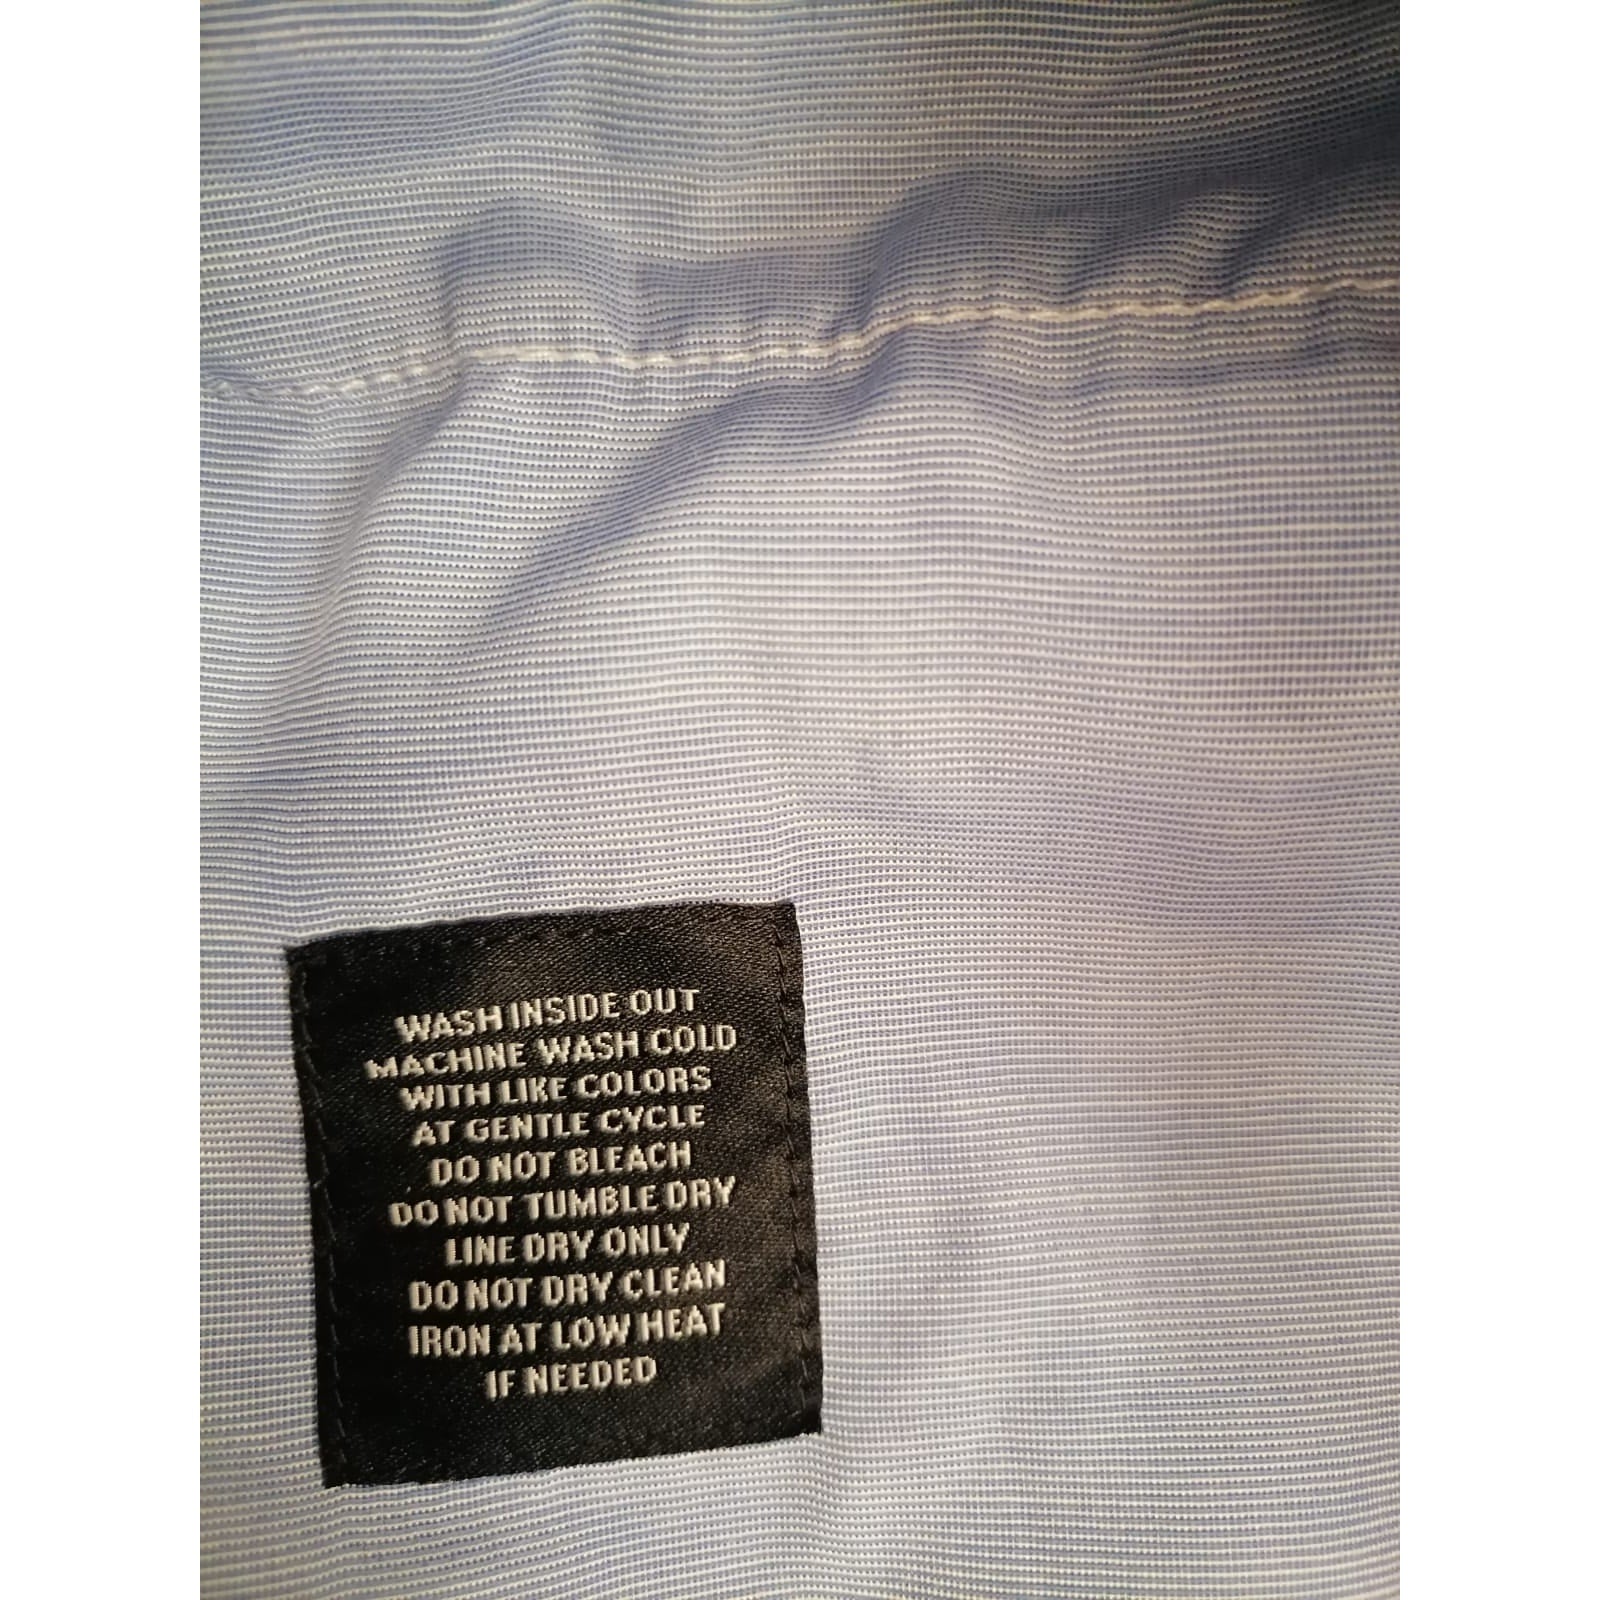 WASH INSIDE OUT
MACHINE WASH COLD
WITH LIKE COLORS
AT GENTLE CYCLE
DO NOT BLEACH
DO NOT TUMBLE DRY
LINE DRY ONLY
DO NOT DRY CLEAN
IRON AT LOW HEAT
IF NEEDED